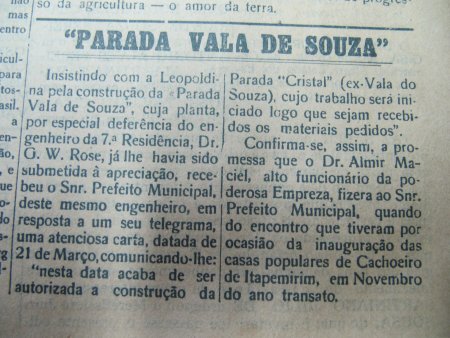 so da agricultura — o amor da terra.
"PARADA VALA DE SOUZA"
Insistindo com a Leopoldi-
na pela construção da «Parada
Vala de Souza", cuja planta,
por especial deferência do en-
genheiro da 7.ª Residência, Dr.
G. W. Rose, já lhe havia sido
submetida à apreciação, rece-
beu o Snr. Prefeito Municipal,
deste mesmo engenheiro, em
resposta a um seu telegrama,
uma atenciosa carta, datada de
21 de Março, comunicando-lhe:
"nesta data acaba de ser
autorizada a construção da
Parada "Cristal" (ex-Vala do
Souza), cujo trabalho será ini-
ciado logo que sejam recebi-
dos os materiais pedidos".
Confirma-se, assim, a pro-
messa que o Dr. Almir Ma-
ciél, alto funcionário da po-
derosa Empreza, fizera ao Snr.
Prefeito Municipal, quando
do encontro que tiveram por
ocasião da inauguração das
casas populares de Cachoeiro
de Itapemirim, em Novembro
do ano transato.